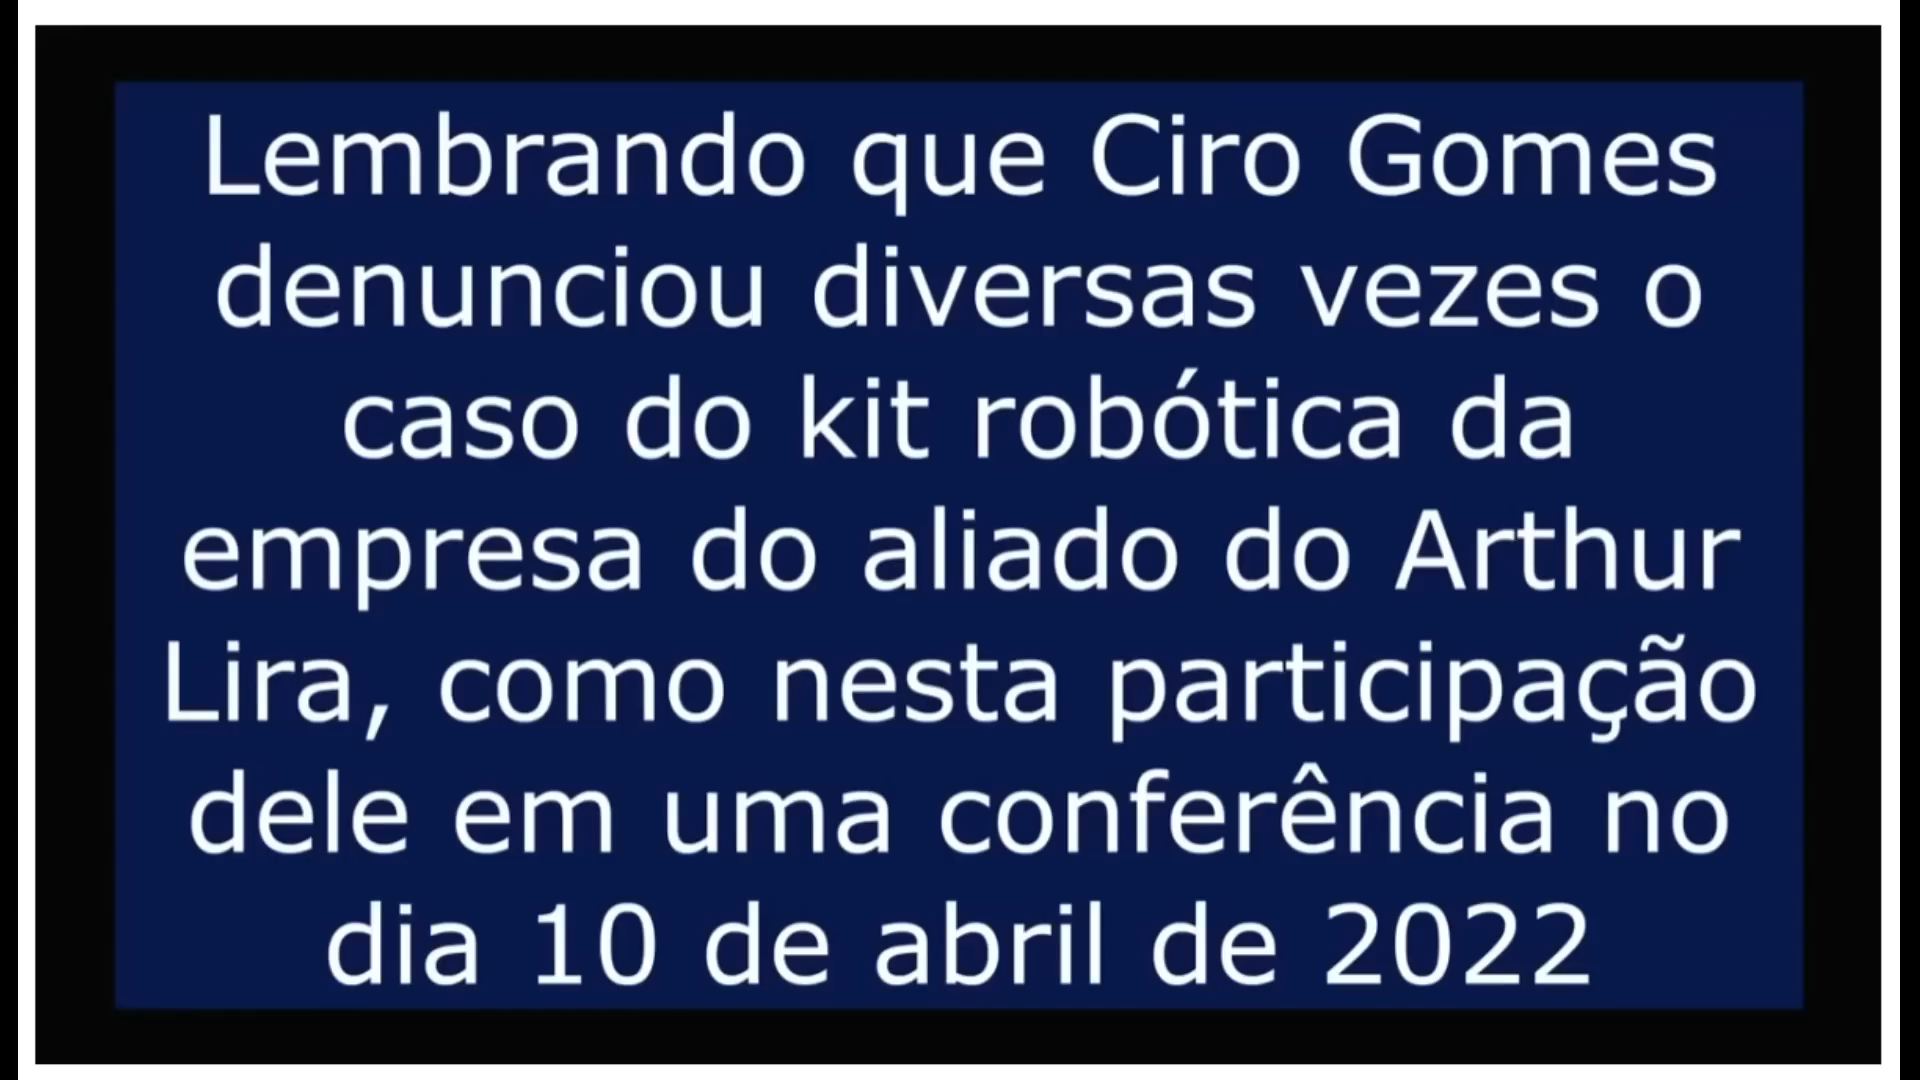 Lembrando que Ciro Gomes
denunciou diversas vezes o
caso do kit robótica da
empresa do aliado do Arthur
Lira, como nesta participação
dele em uma conferência no
dia 10 de abril de 2022